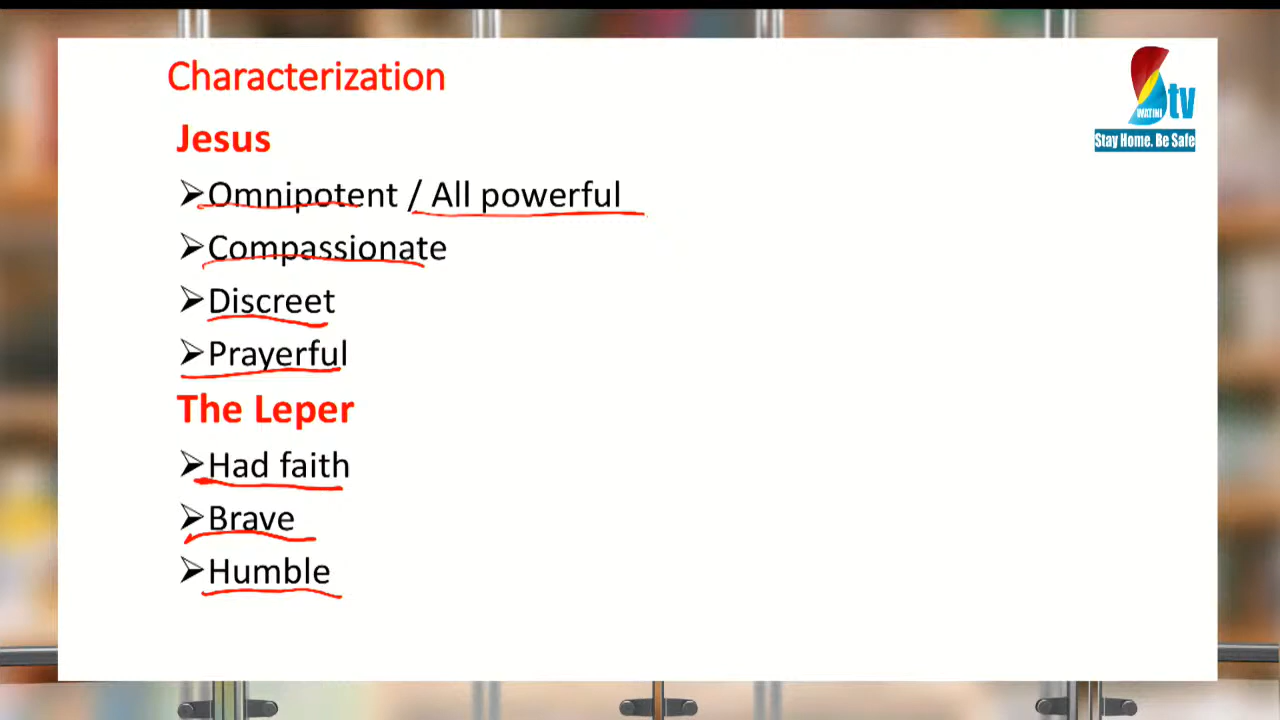 Characterization
tv
SWATINI
Stay Home. Be Safe
Jesus
➢Omnipotent / All powerful
➢Compassionate
➢Discreet
➢Prayerful
The Leper
➢Had faith
➢Brave
➢Humble